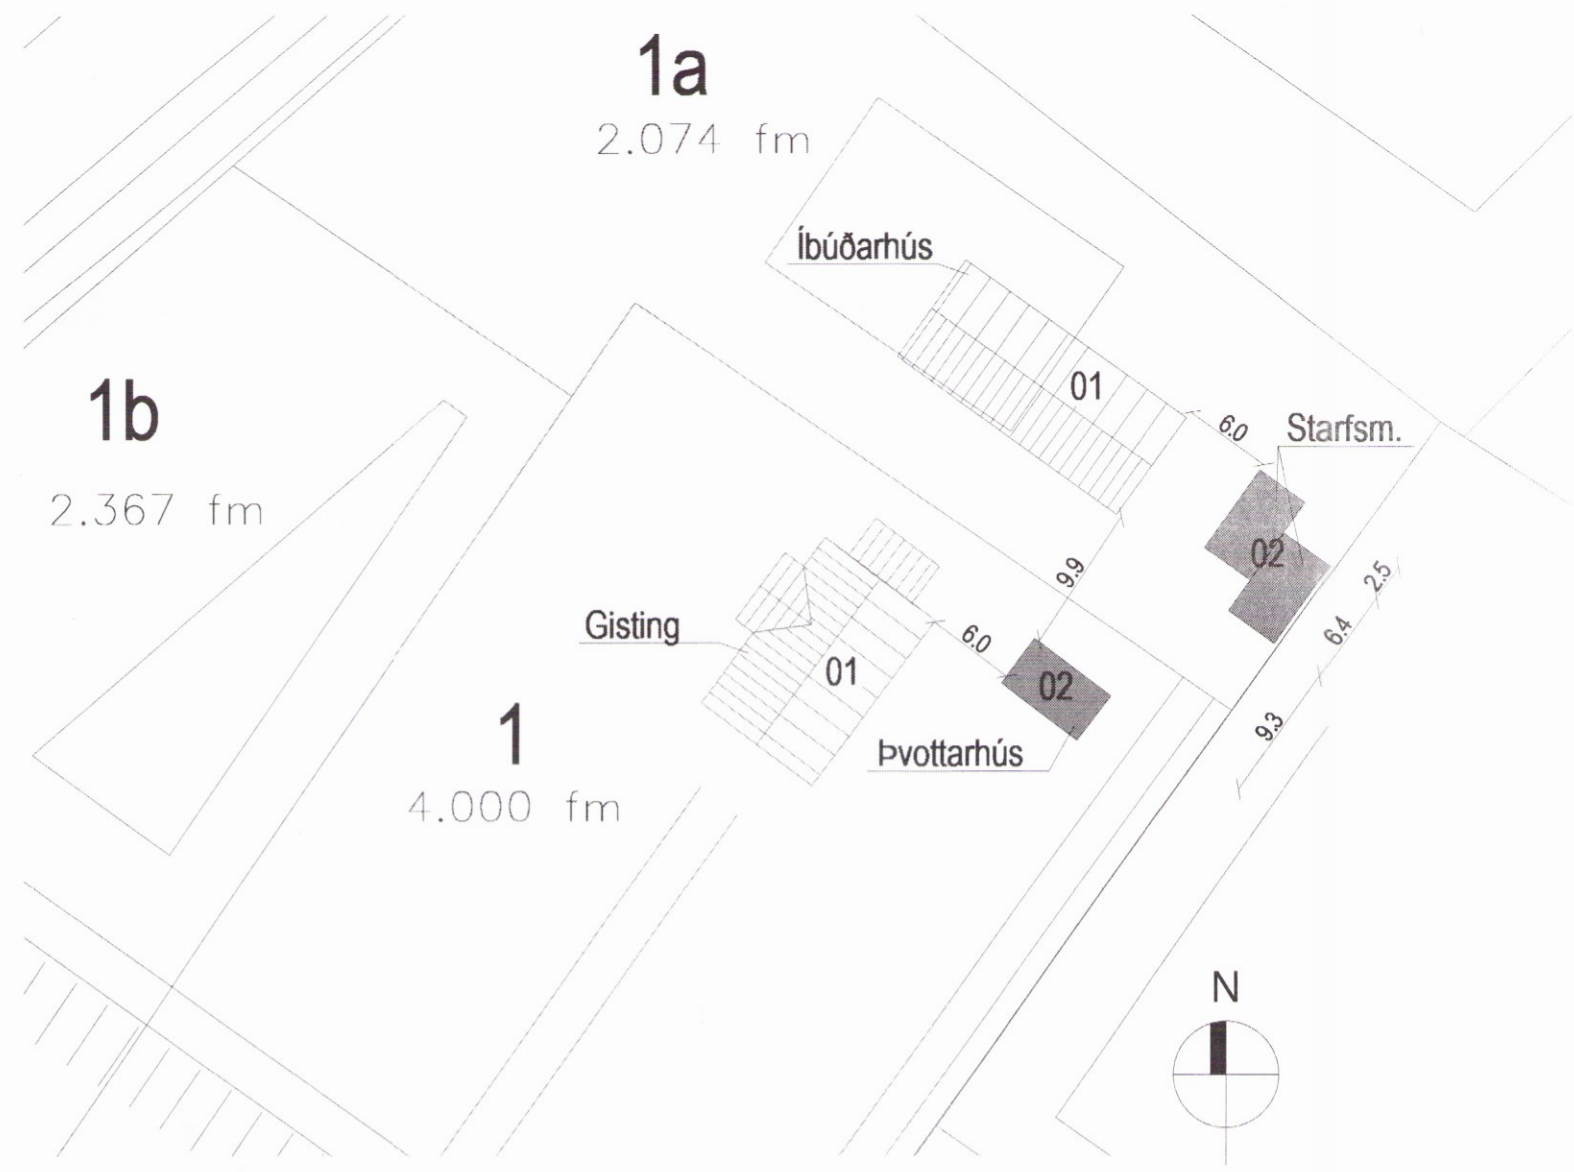 1a
2.074 fm
Íbúðarhús
01
6.0
Starfsm.
1b
2.367 fm
02
9.9
2.5
6.4
9.3
Gisting
01
6.0
02
Þvottarhús
1
4.000 fm
N